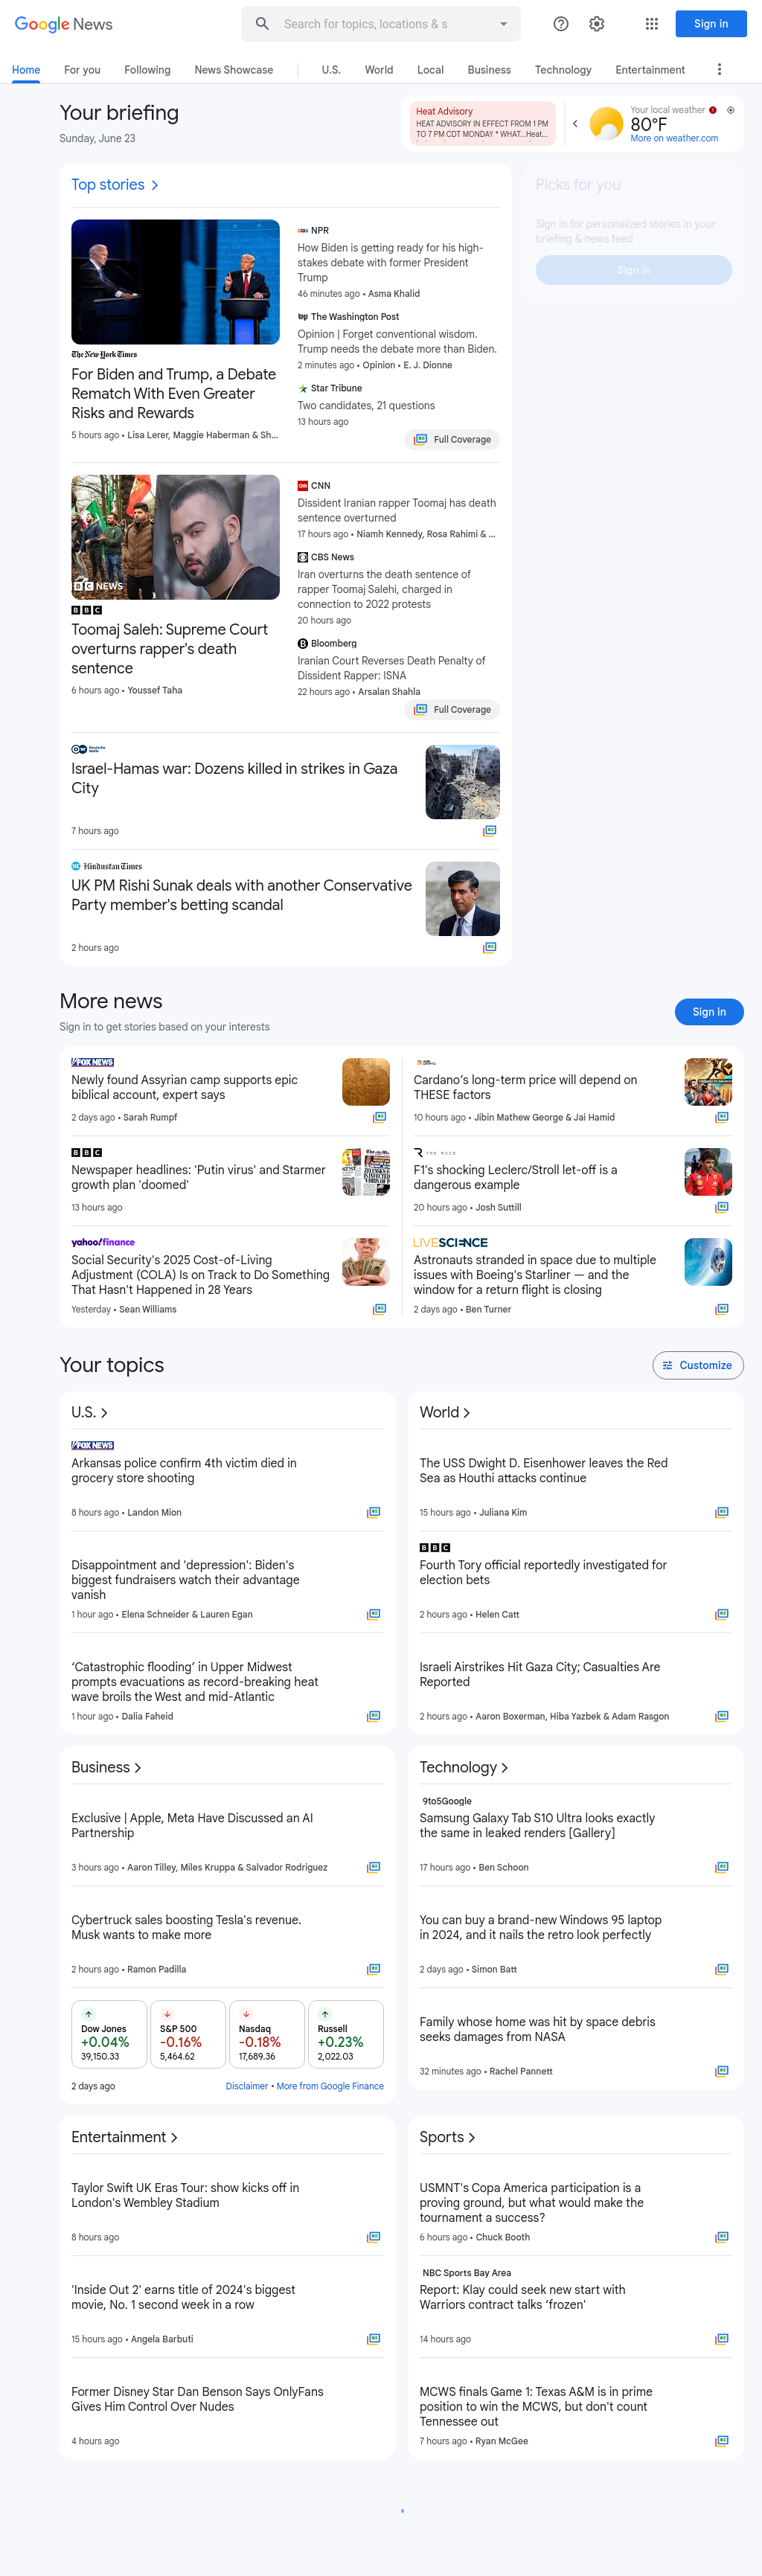 Google News
Search for topics, locations & s
Sign in
Home
For you
Following
News Showcase
U.S.
World
Local
Business
Technology
Entertainment
Your briefing
Sunday, June 23
Heat Advisory
HEAT ADVISORY IN EFFECT FROM 1 PM
TO 7 PM CDT MONDAY * WHAT...Heat...
Your local weather
80°F
More on weather.com
Top stories
The New York Times
For Biden and Trump, a Debate
Rematch With Even Greater
Risks and Rewards
5 hours ago • Lisa Lerer, Maggie Haberman & Sh...
NPR
How Biden is getting ready for his high-
stakes debate with former President
Trump
46 minutes ago • Asma Khalid
The Washington Post
Opinion | Forget conventional wisdom.
Trump needs the debate more than Biden.
2 minutes ago • Opinion • E. J. Dionne
Star Tribune
Two candidates, 21 questions
13 hours ago
Full Coverage
Picks for you
Sign in for personalized stories in your
briefing & news feed
Sign in
BBC NEWS
BBC
Toomaj Saleh: Supreme Court
overturns rapper's death
sentence
6 hours ago • Youssef Taha
CNN
Dissident Iranian rapper Toomaj has death
sentence overturned
17 hours ago • Niamh Kennedy, Rosa Rahimi & ...
CBS News
Iran overturns the death sentence of
rapper Toomaj Salehi, charged in
connection to 2022 protests
20 hours ago
Bloomberg
Iranian Court Reverses Death Penalty of
Dissident Rapper: ISNA
22 hours ago • Arsalan Shahla
Full Coverage
DW Deutsche Welle
Israel-Hamas war: Dozens killed in strikes in Gaza
City
7 hours ago
Hindustan Times
UK PM Rishi Sunak deals with another Conservative
Party member's betting scandal
2 hours ago
More news
Sign in to get stories based on your interests
Sign in
FOX NEWS
Newly found Assyrian camp supports epic
biblical account, expert says
2 days ago • Sarah Rumpf
BBC
Newspaper headlines: 'Putin virus' and Starmer
growth plan 'doomed'
13 hours ago
yahoo!finance
Social Security's 2025 Cost-of-Living
Adjustment (COLA) Is on Track to Do Something
That Hasn't Happened in 28 Years
Yesterday • Sean Williams
Cardano's long-term price will depend on
THESE factors
10 hours ago • Jibin Mathew George & Jai Hamid
THE RACE
F1's shocking Leclerc/Stroll let-off is a
dangerous example
20 hours ago • Josh Suttill
LIVESCIENCE
Astronauts stranded in space due to multiple
issues with Boeing's Starliner — and the
window for a return flight is closing
2 days ago • Ben Turner
Your topics
Customize
U.S.
FOX NEWS
Arkansas police confirm 4th victim died in
grocery store shooting
8 hours ago • Landon Mion
Disappointment and 'depression': Biden's
biggest fundraisers watch their advantage
vanish
1 hour ago • Elena Schneider & Lauren Egan
‘Catastrophic flooding’ in Upper Midwest
prompts evacuations as record-breaking heat
wave broils the West and mid-Atlantic
1 hour ago • Dalia Faheid
World
The USS Dwight D. Eisenhower leaves the Red
Sea as Houthi attacks continue
15 hours ago • Juliana Kim
BBC
Fourth Tory official reportedly investigated for
election bets
2 hours ago • Helen Catt
Israeli Airstrikes Hit Gaza City; Casualties Are
Reported
2 hours ago • Aaron Boxerman, Hiba Yazbek & Adam Rasgon
Business
Exclusive | Apple, Meta Have Discussed an AI
Partnership
3 hours ago • Aaron Tilley, Miles Kruppa & Salvador Rodriguez
Cybertruck sales boosting Tesla's revenue.
Musk wants to make more
2 hours ago • Ramon Padilla
Dow Jones
+0.04%
39,150.33
S&P 500
-0.16%
5,464.62
Nasdaq
-0.18%
17,689.36
Russell
+0.23%
2,022.03
2 days ago
Disclaimer • More from Google Finance
Technology
9to5Google
Samsung Galaxy Tab S10 Ultra looks exactly
the same in leaked renders [Gallery]
17 hours ago • Ben Schoon
You can buy a brand-new Windows 95 laptop
in 2024, and it nails the retro look perfectly
2 days ago • Simon Batt
Family whose home was hit by space debris
seeks damages from NASA
32 minutes ago • Rachel Pannett
Entertainment
Taylor Swift UK Eras Tour: show kicks off in
London's Wembley Stadium
8 hours ago
'Inside Out 2' earns title of 2024's biggest
movie, No. 1 second week in a row
15 hours ago • Angela Barbuti
Former Disney Star Dan Benson Says OnlyFans
Gives Him Control Over Nudes
4 hours ago
Sports
USMNT's Copa America participation is a
proving ground, but what would make the
tournament a success?
6 hours ago • Chuck Booth
NBC Sports Bay Area
Report: Klay could seek new start with
Warriors contract talks ‘frozen'
14 hours ago
MCWS finals Game 1: Texas A&M is in prime
position to win the MCWS, but don't count
Tennessee out
7 hours ago • Ryan McGee